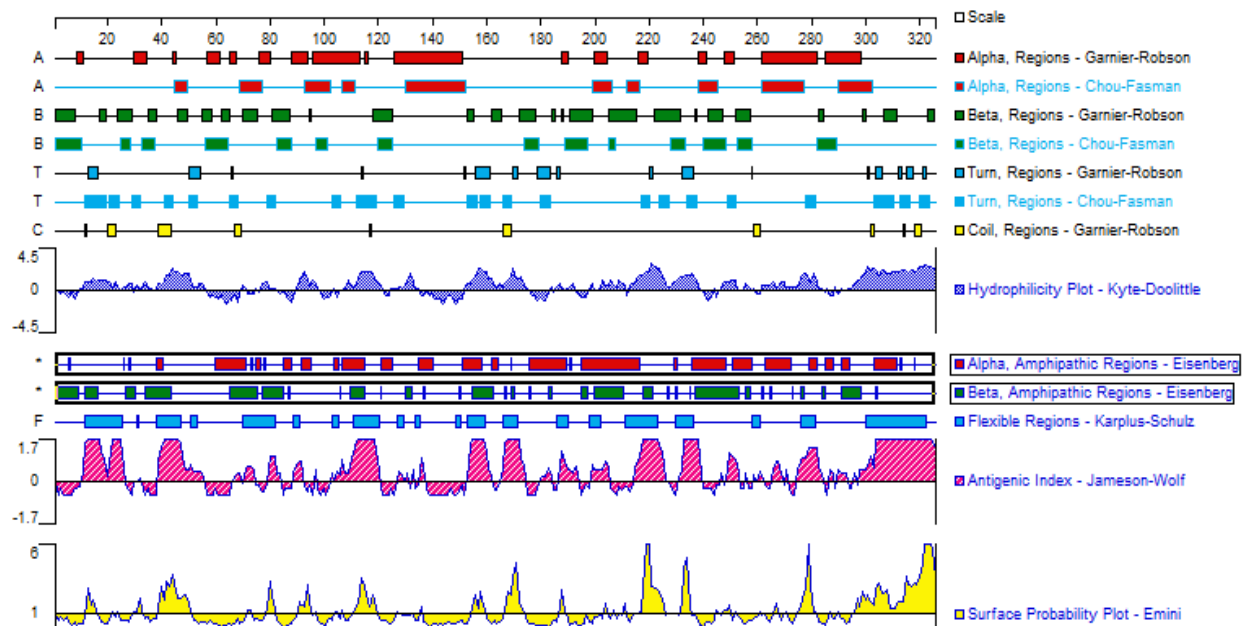 Scale
20 40 60 80 100 120 140 160 180 200 220 240 260 280 300 320
A Alpha, Regions - Garnier-Robson
A Alpha, Regions - Chou-Fasman
B Beta, Regions - Garnier-Robson
B Beta, Regions - Chou-Fasman
T Turn, Regions - Garnier-Robson
T Turn, Regions - Chou-Fasman
C Coil, Regions - Garnier-Robson
4.5
0 Hydrophilicity Plot - Kyte-Doolittle
-4.5
* Alpha, Amphipathic Regions - Eisenberg
* Beta, Amphipathic Regions - Eisenberg
F Flexible Regions - Karplus-Schulz
1.7
0 Antigenic Index - Jameson-Wolf
-1.7
6
1 Surface Probability Plot - Emini